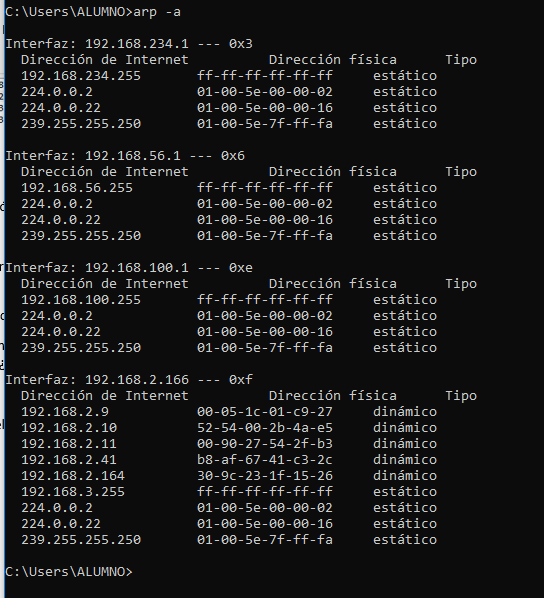 C:\Users\ALUMNO>arp -a
Interfaz: 192.168.234.1 --- 0x3
Dirección de Internet Dirección física Tipo
192.168.234.255 ff-ff-ff-ff-ff-ff estático
224.0.0.2 01-00-5e-00-00-02 estático
224.0.0.22 01-00-5e-00-00-16 estático
239.255.255.250 01-00-5e-7f-ff-fa estático
Interfaz: 192.168.56.1 --- 0x6
Dirección de Internet Dirección física Tipo
192.168.56.255 ff-ff-ff-ff-ff-ff estático
224.0.0.2 01-00-5e-00-00-02 estático
224.0.0.22 01-00-5e-00-00-16 estático
239.255.255.250 01-00-5e-7f-ff-fa estático
Interfaz: 192.168.100.1 --- 0xe
Dirección de Internet Dirección física Tipo
192.168.100.255 ff-ff-ff-ff-ff-ff estático
224.0.0.2 01-00-5e-00-00-02 estático
224.0.0.22 01-00-5e-00-00-16 estático
239.255.255.250 01-00-5e-7f-ff-fa estático
Interfaz: 192.168.2.166 --- 0xf
Dirección de Internet Dirección física Tipo
192.168.2.9 00-05-1c-01-c9-27 dinámico
192.168.2.10 52-54-00-2b-4a-e5 dinámico
192.168.2.11 00-90-27-54-2f-b3 dinámico
192.168.2.41 b8-af-67-41-c3-2c dinámico
192.168.2.164 30-9c-23-1f-15-26 dinámico
192.168.3.255 ff-ff-ff-ff-ff-ff estático
224.0.0.2 01-00-5e-00-00-02 estático
224.0.0.22 01-00-5e-00-00-16 estático
239.255.255.250 01-00-5e-7f-ff-fa estático
C:\Users\ALUMNO>